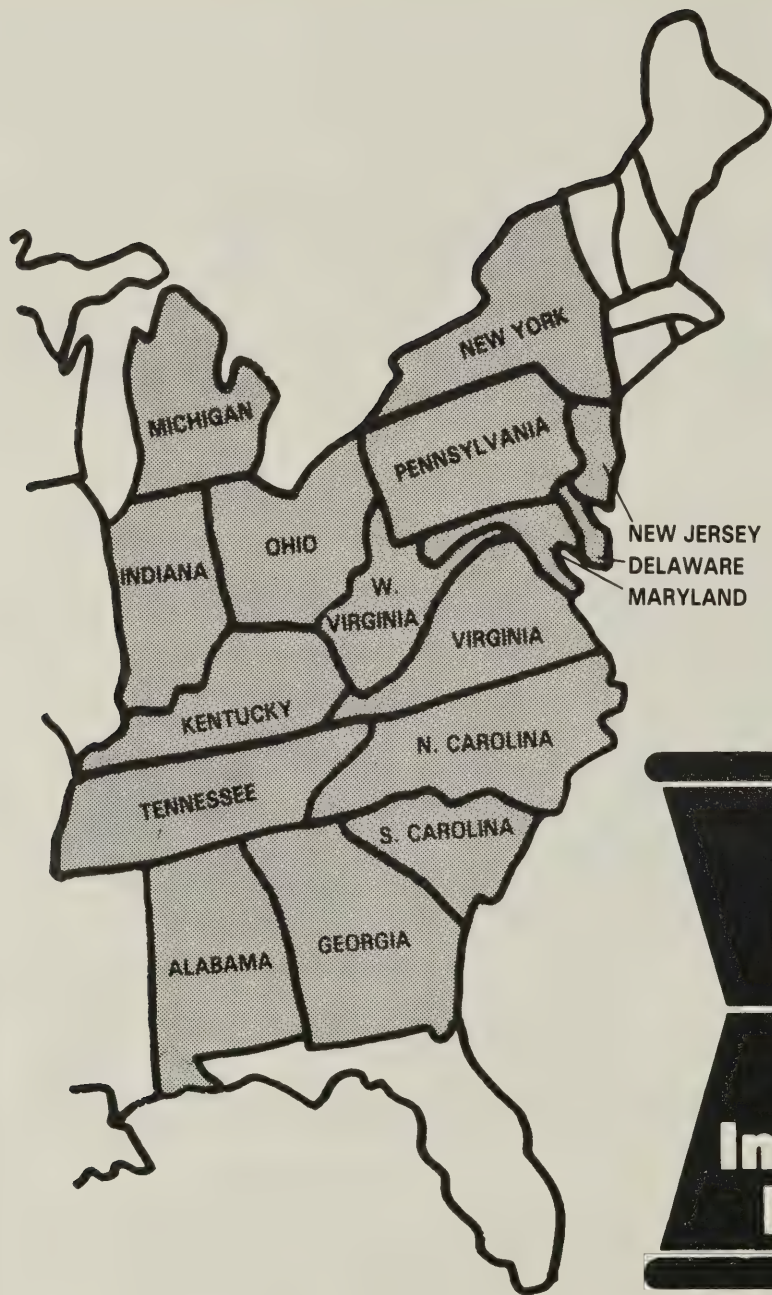 NEW YORK
MICHIGAN
PENNSYLVANIA
NEW JERSEY
OHIO
DELAWARE
INDIANA
W.
VIRGINIA
MARYLAND
VIRGINIA
KENTUCKY
N. CAROLINA
TENNESSEE
S. CAROLINA
GEORGIA
ALABAMA